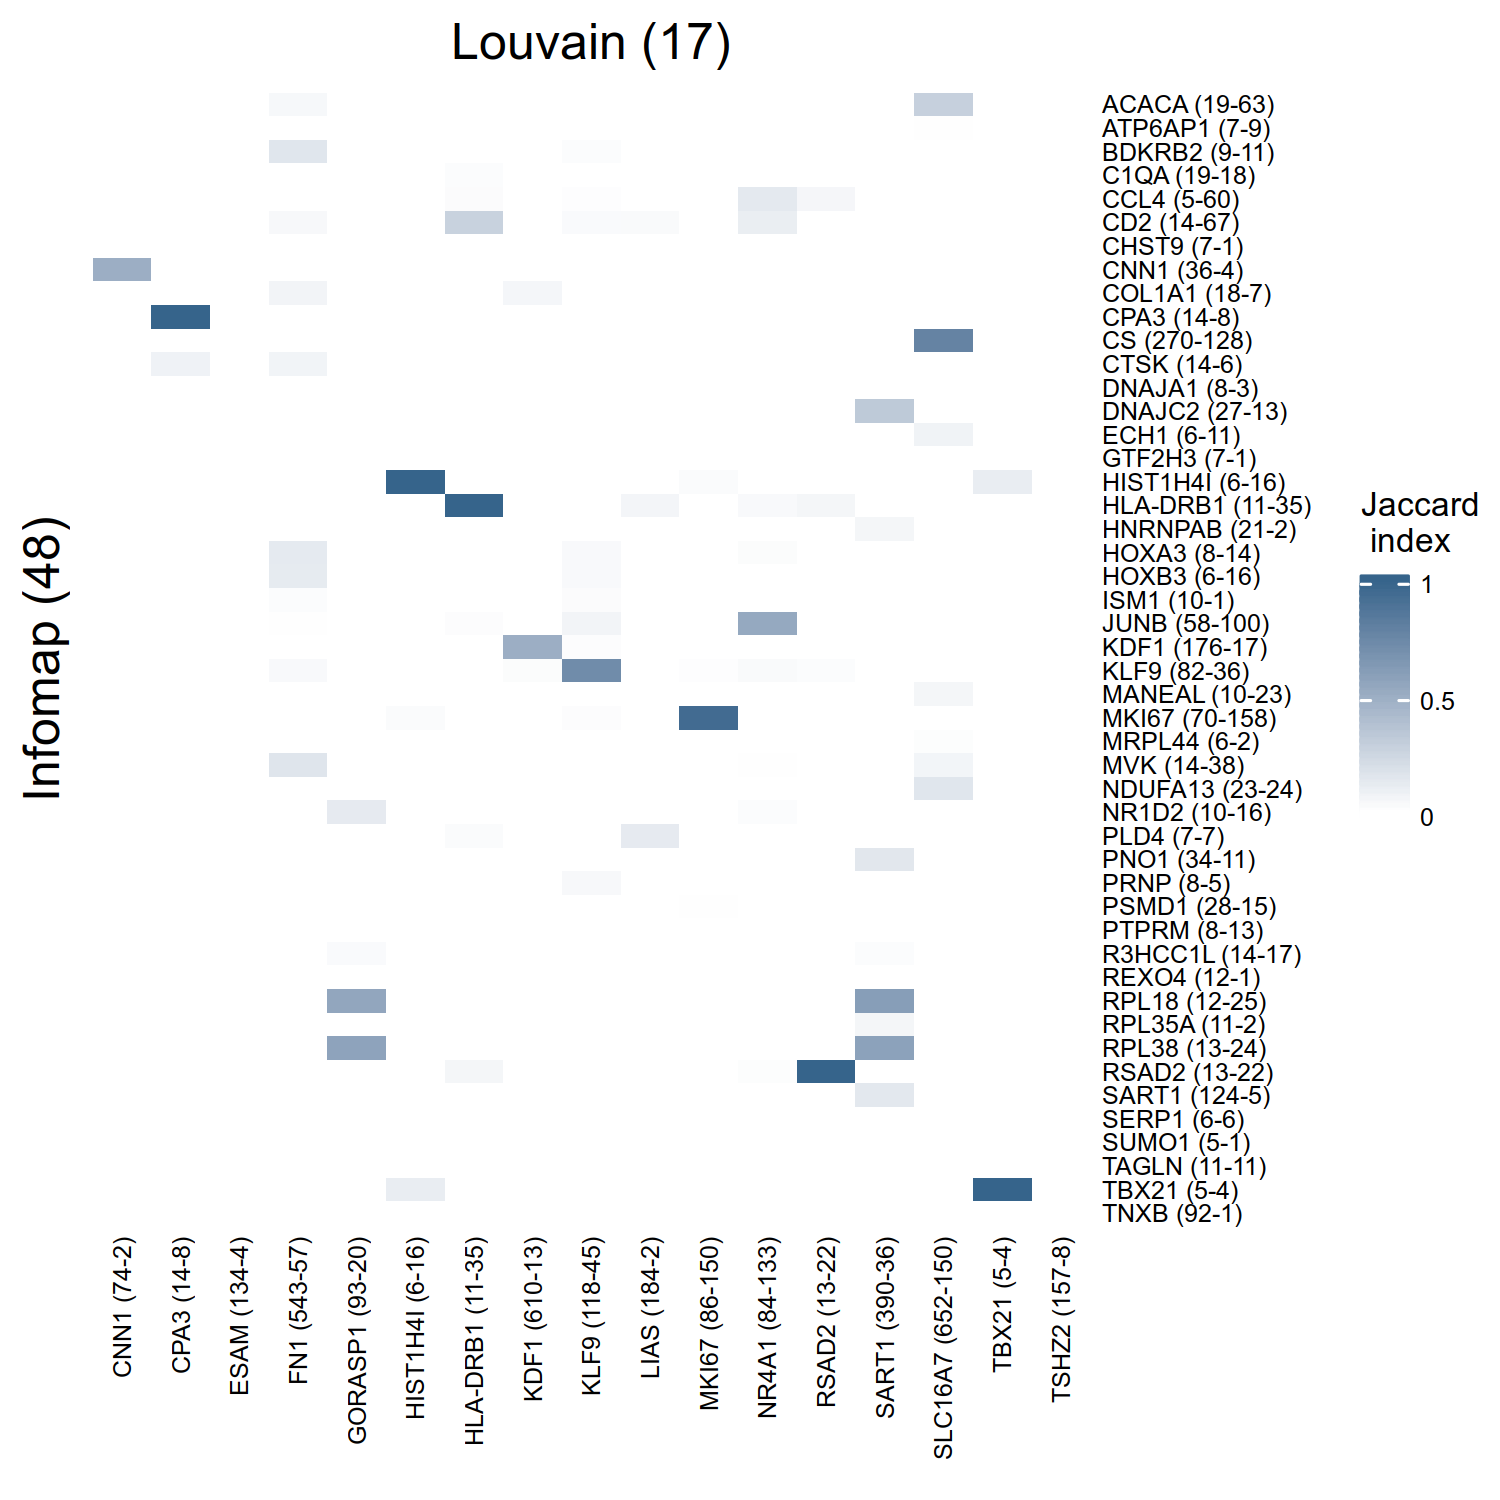 Louvain (17)
Infomap (48)
ACACA (19-63)
ATP6AP1 (7-9)
BDKRB2 (9-11)
C1QA (19-18)
CCL4 (5-60)
CD2 (14-67)
CHST9 (7-1)
CNN1 (36-4)
COL1A1 (18-7)
CPA3 (14-8)
CS (270-128)
CTSK (14-6)
DNAJA1 (8-3)
DNAJC2 (27-13)
ECH1 (6-11)
GTF2H3 (7-1)
HIST1H4I (6-16)
HLA-DRB1 (11-35)
HNRNPAB (21-2)
HOXA3 (8-14)
HOXB3 (6-16)
ISM1 (10-1)
JUNB (58-100)
KDF1 (176-17)
KLF9 (82-36)
MANEAL (10-23)
MKI67 (70-158)
MRPL44 (6-2)
MVK (14-38)
NDUFA13 (23-24)
NR1D2 (10-16)
PLD4 (7-7)
PNO1 (34-11)
PRNP (8-5)
PSMD1 (28-15)
PTPRM (8-13)
R3HCC1L (14-17)
REXO4 (12-1)
RPL18 (12-25)
RPL35A (11-2)
RPL38 (13-24)
RSAD2 (13-22)
SART1 (124-5)
SERP1 (6-6)
SUMO1 (5-1)
TAGLN (11-11)
TBX21 (5-4)
TNXB (92-1)
Jaccard
index
1
0.5
0
CNN1 (74-2)
CPA3 (14-8)
ESAM (134-4)
FN1 (543-57)
GORASP1 (93-20)
HIST1H4I (6-16)
HLA-DRB1 (11-35)
KDF1 (610-13)
KLF9 (118-45)
LIAS (184-2)
MKI67 (86-150)
NR4A1 (84-133)
RSAD2 (13-22)
SART1 (390-36)
SLC16A7 (652-150)
TBX21 (5-4)
TSHZ2 (157-8)